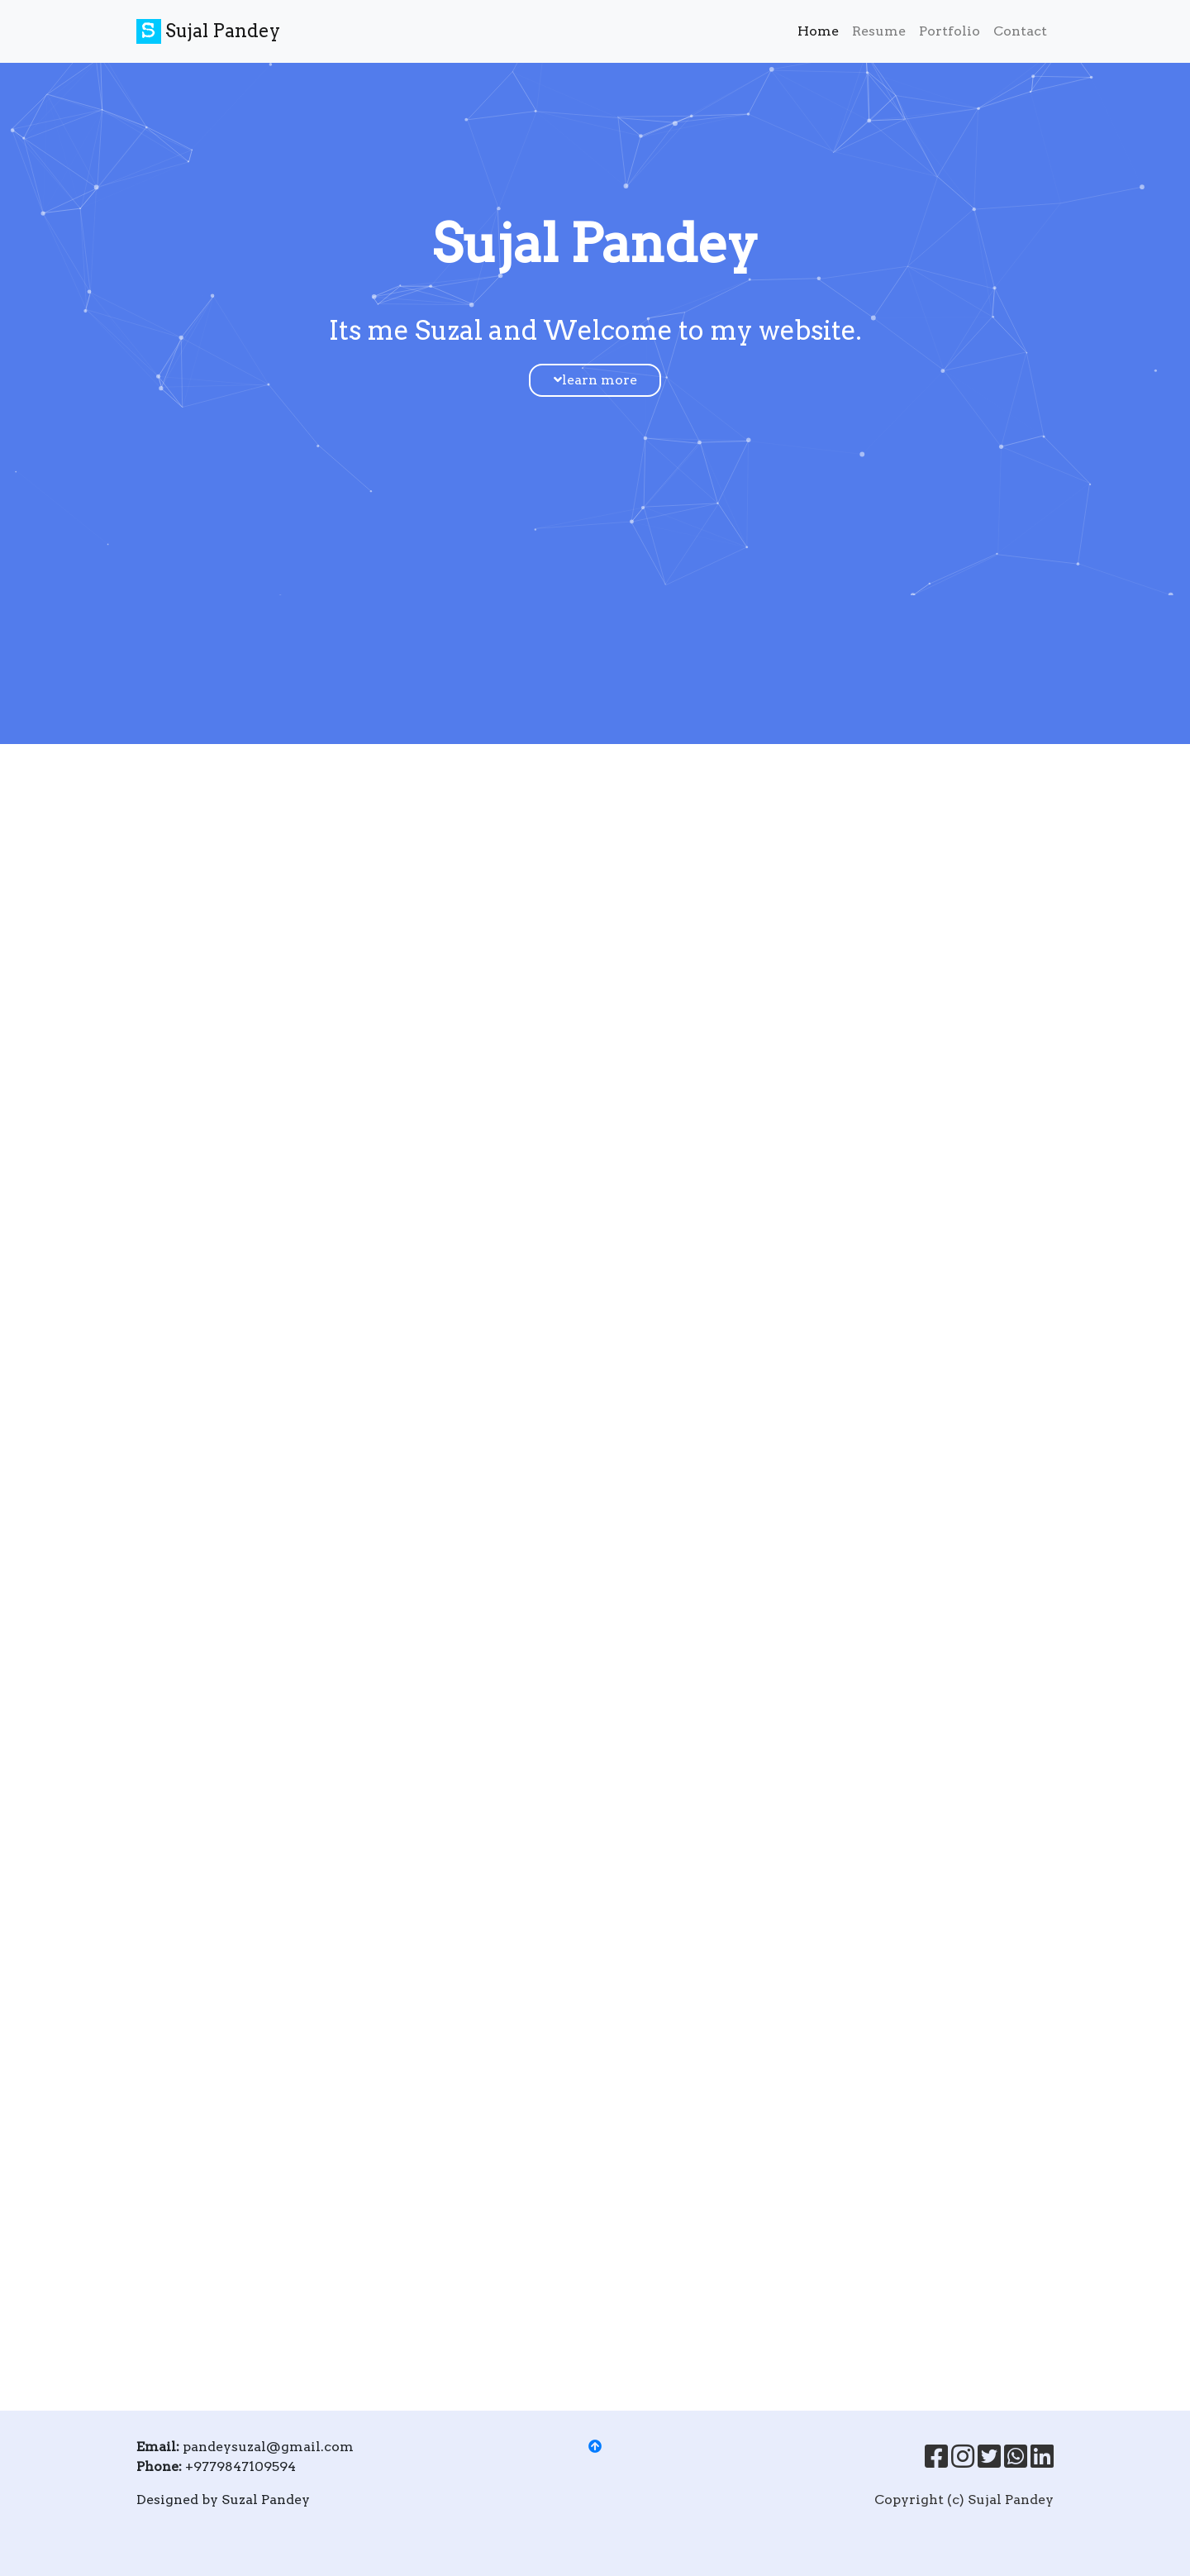 S Sujal Pandey
Home Resume Portfolio Contact
Sujal Pandey
Its me Suzal and Welcome to my website.
learn more
Email: pandeysuzal@gmail.com
Phone: +9779847109594
Designed by Suzal Pandey
Copyright (c) Sujal Pandey